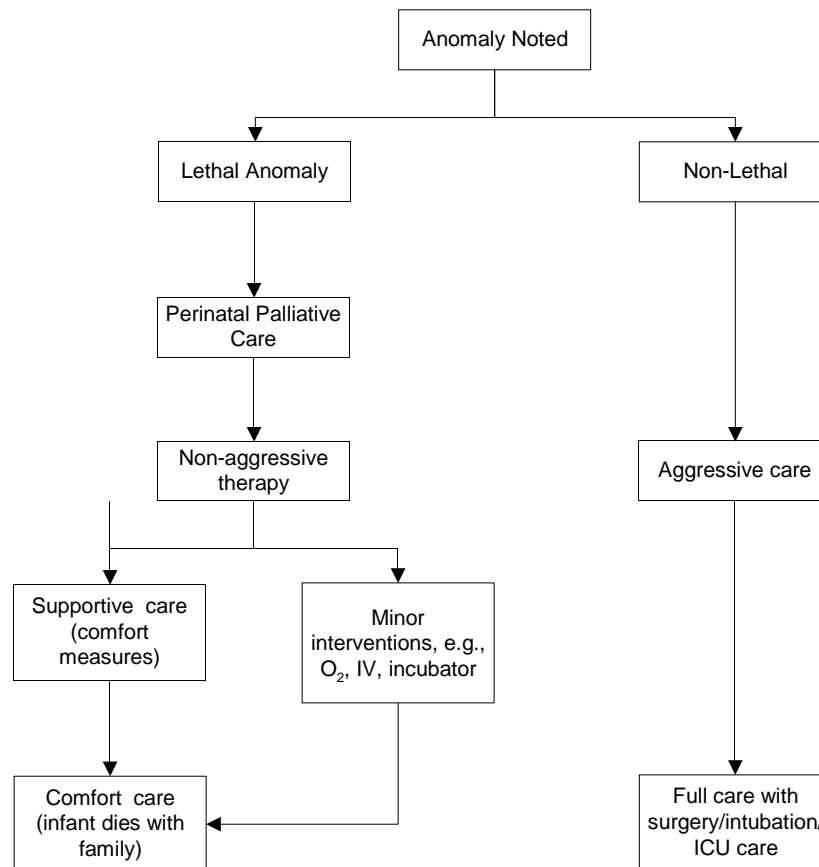 Anomaly Noted
Lethal Anomaly
Non-Lethal
Perinatal Palliative
Care
Non-aggressive
therapy
Aggressive care
Supportive care
(comfort
measures)
Minor
interventions, e.g.,
O₂, IV, incubator
Comfort care
(infant dies with
family)
Full care with
surgery/intubation/
ICU care